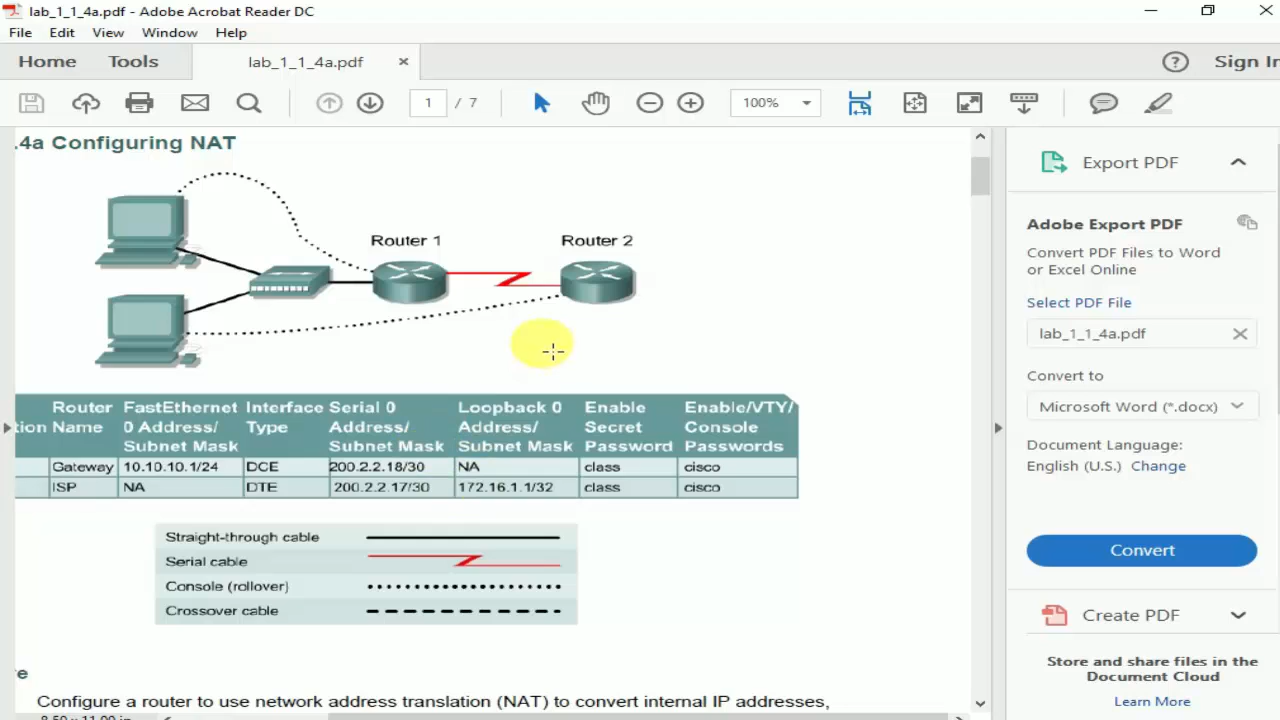 lab_1_1_4a.pdf - Adobe Acrobat Reader DC
File Edit View Window Help
Home Tools lab_1_1_4a.pdf Sign In
1 / 7 100%
.4a Configuring NAT
Router 1 Router 2
Router FastEthernet Interface Serial 0 Loopback 0 Enable Enable/VTY/
tion Name 0 Address/ Type Address/ Address/ Secret Console
Subnet Mask Subnet Mask Subnet Mask Password Passwords
Gateway 10.10.10.1/24 DCE 200.2.2.18/30 NA class cisco
ISP NA DTE 200.2.2.17/30 172.16.1.1/32 class cisco
Straight-through cable
Serial cable
Console (rollover)
Crossover cable
re
Configure a router to use network address translation (NAT) to convert internal IP addresses,
8.50 x 11.00 in
Export PDF
Adobe Export PDF
Convert PDF Files to Word
or Excel Online
Select PDF File
lab_1_1_4a.pdf
Convert to
Microsoft Word (*.docx)
Document Language:
English (U.S.) Change
Convert
Create PDF
Store and share files in the
Document Cloud
Learn More